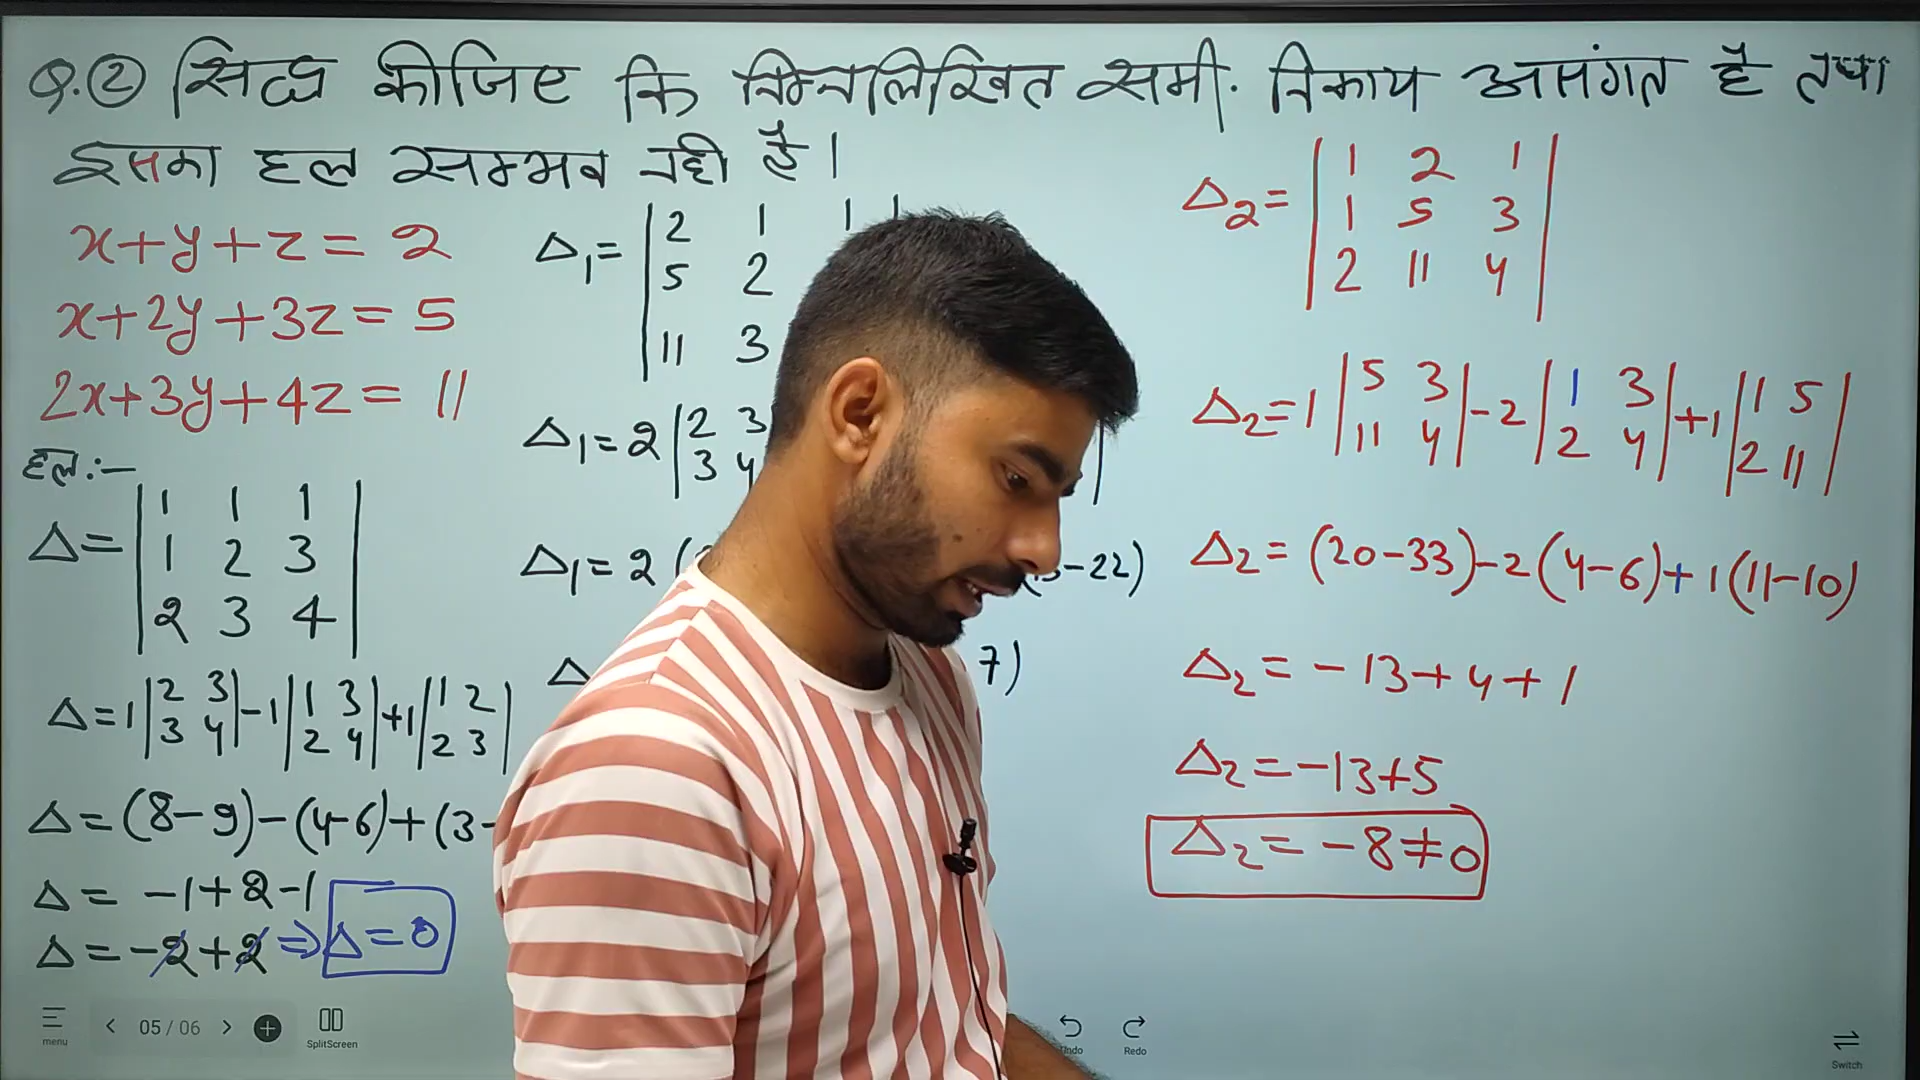 Q.② सिद्ध कीजिए कि निम्नलिखित समी. निकाय असंगत है तथा
इसका हल सम्भव नही है।
x+y+z=2
x+2y+3z=5
2x+3y+4z=11
हल:-
Δ=|1 1 1
1 2 3
2 3 4|
Δ=1|2 3
3 4|-1|1 3
2 4|+1|1 2
2 3|
Δ=(8-9)-(4-6)+(3-
Δ= -1+2-1
Δ=-2+2⇒Δ=0
Δ₁=|2 1 1|
5 2
11 3
Δ₁=2|2 3
3 4
Δ₁=2( -22)
Δ 7)
Δ₂=|1 2 1
1 5 3
2 11 4|
Δ₂=1|5 3
11 4|-2|1 3
2 4|+1|1 5
2 11|
Δ₂=(20-33)-2(4-6)+1(11-10)
Δ₂=-13+4+1
Δ₂=-13+5
Δ₂=-8≠0
menu
< 05/06 > +
SplitScreen
Undo
Redo
Switch